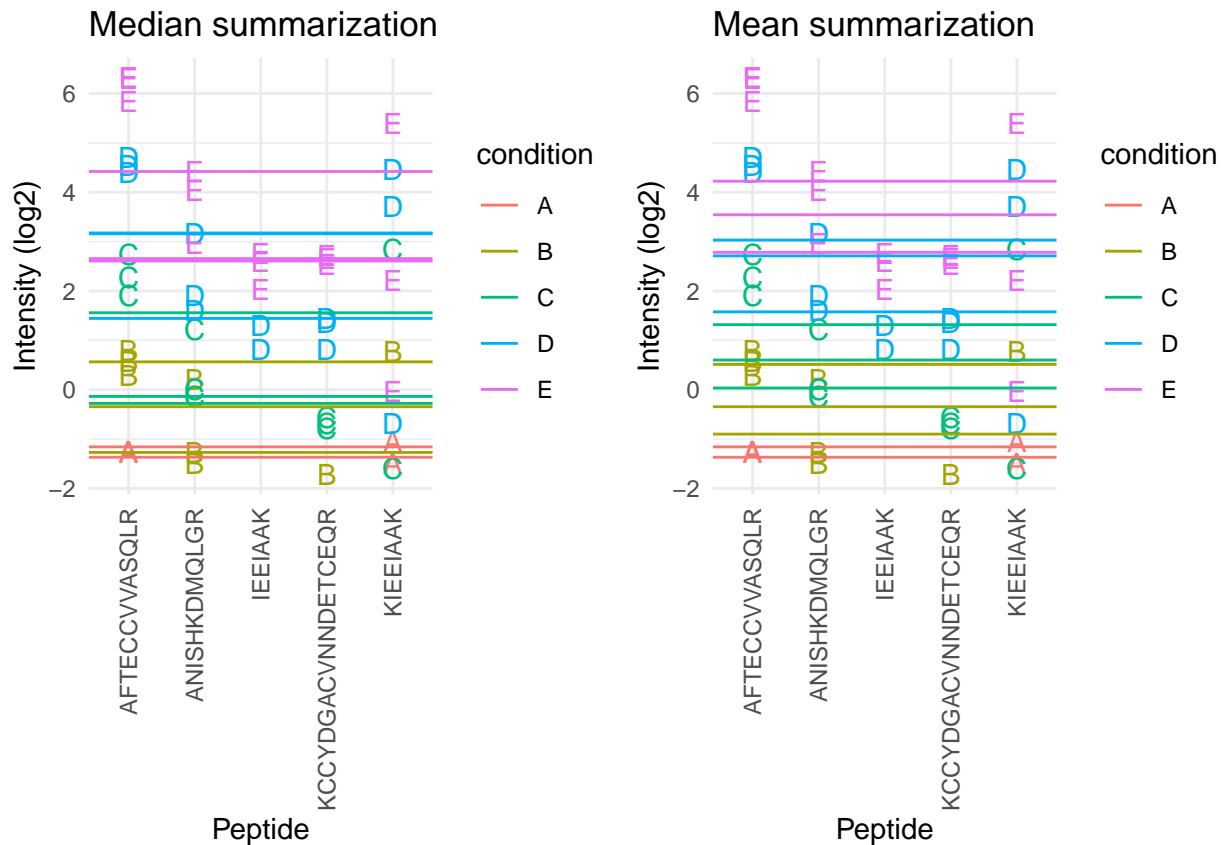 Median summarization
Mean summarization
Intensity (log2)
6
4
2
0
−2
AFTECCVVASQLR
ANISHKDMQLGR
IEEIAAK
KCCYDGACVNNDETCEQR
KIEEIAAK
Peptide
condition
A
B
C
D
E
Intensity (log2)
6
4
2
0
−2
AFTECCVVASQLR
ANISHKDMQLGR
IEEIAAK
KCCYDGACVNNDETCEQR
KIEEIAAK
Peptide
condition
A
B
C
D
E